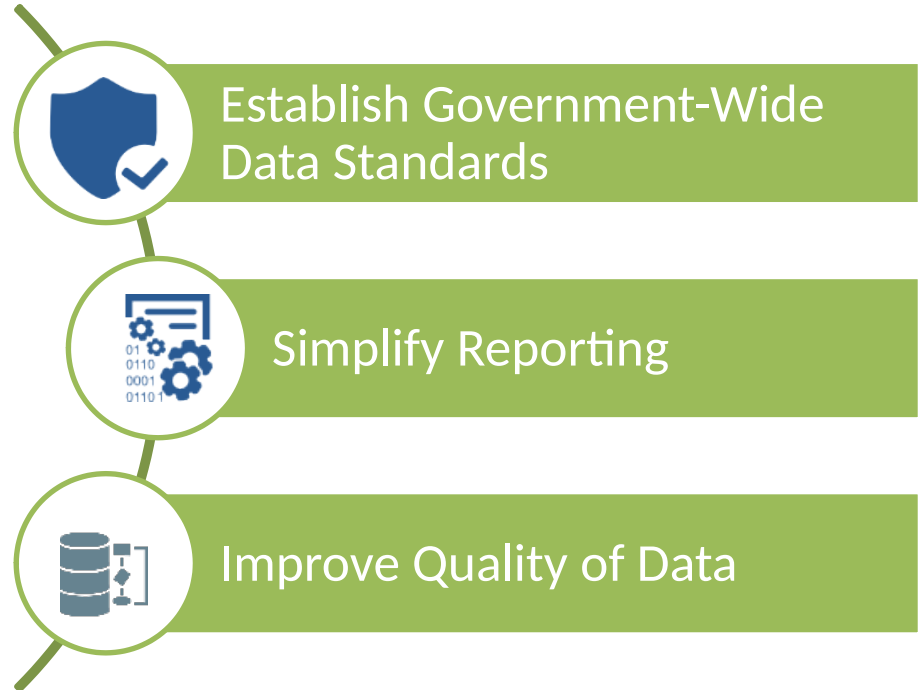 Establish Government-Wide
Data Standards
01
0110
0001
0110 1
Simplify Reporting
Improve Quality of Data